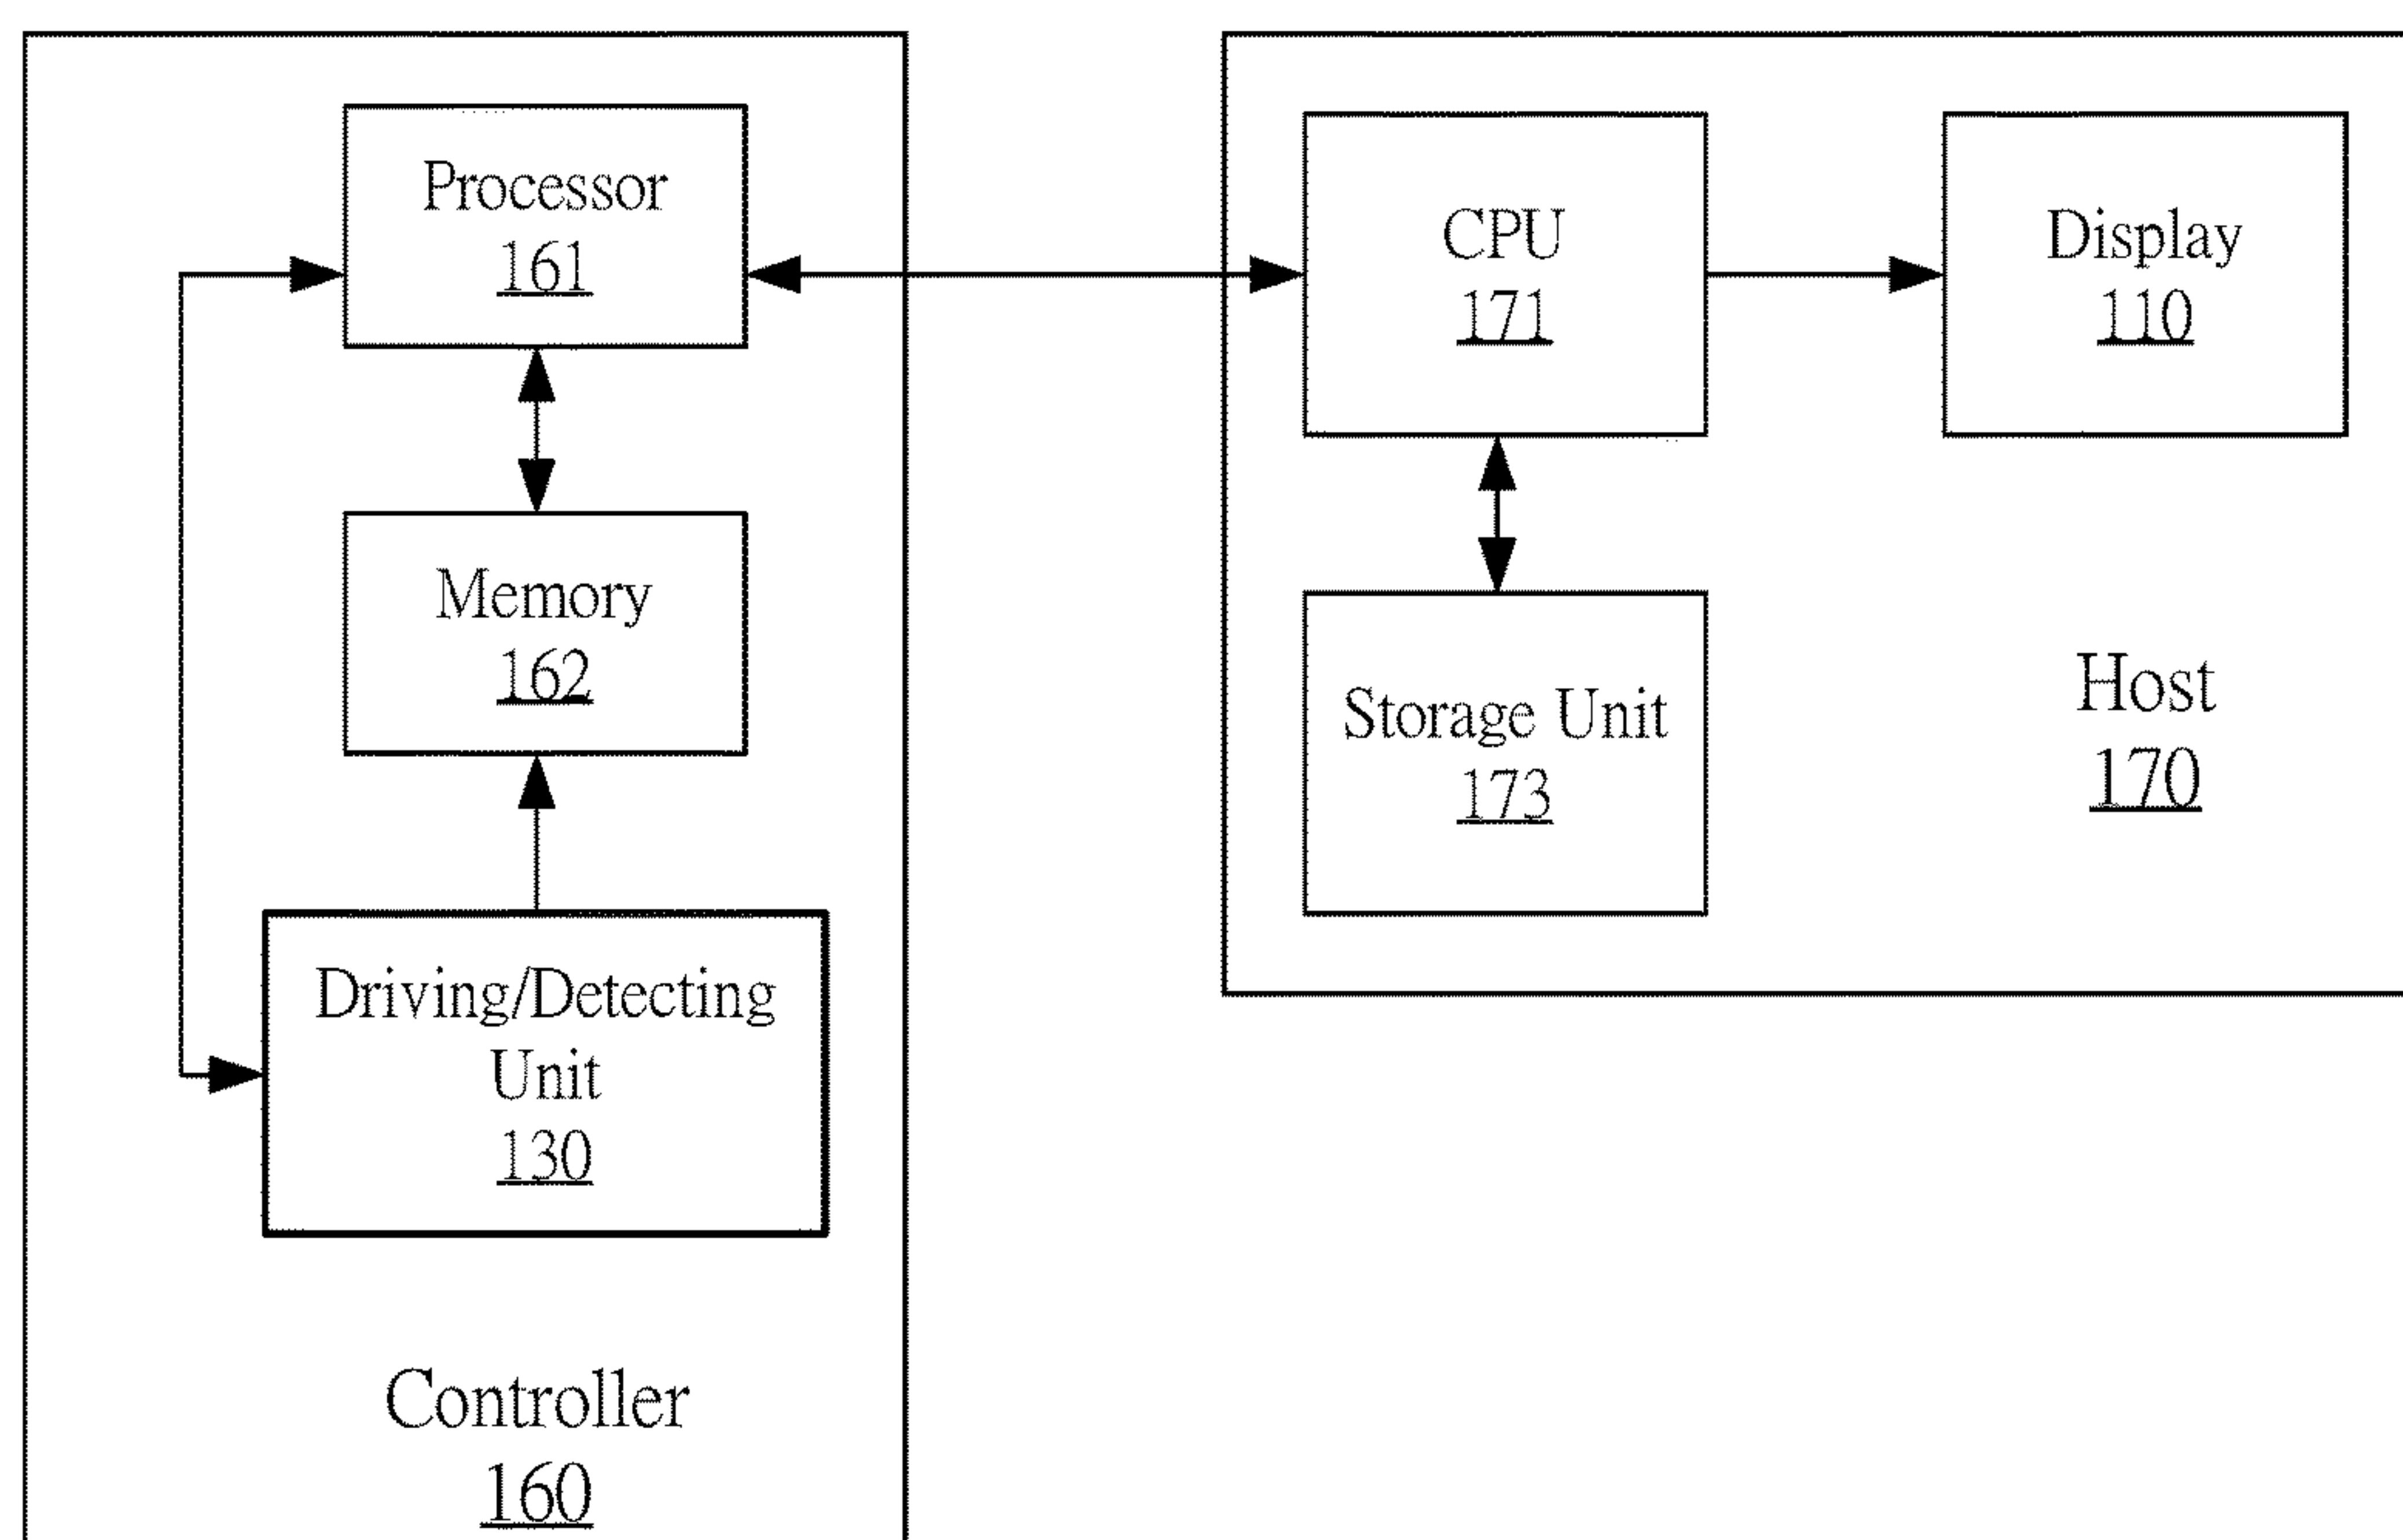 Processor
161
Memory
162
Driving/Detecting
Unit
130
Controller
160
CPU
171
Display
110
Storage Unit
173
Host
170